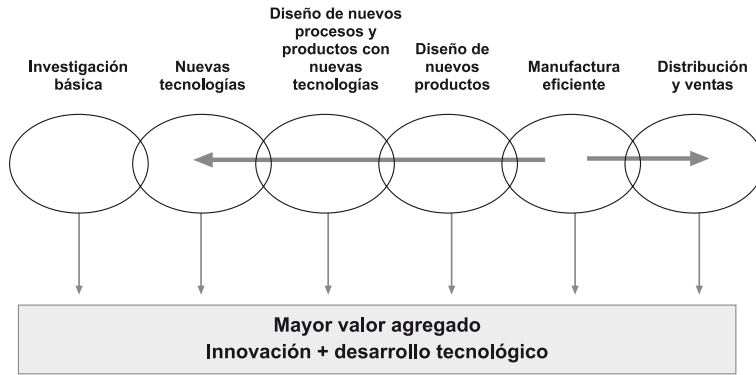 Investigación
básica
Nuevas
tecnologías
Diseño de nuevos
procesos y
productos con
nuevas
tecnologías
Diseño de
nuevos
productos
Manufactura
eficiente
Distribución
y ventas
Mayor valor agregado
Innovación + desarrollo tecnológico